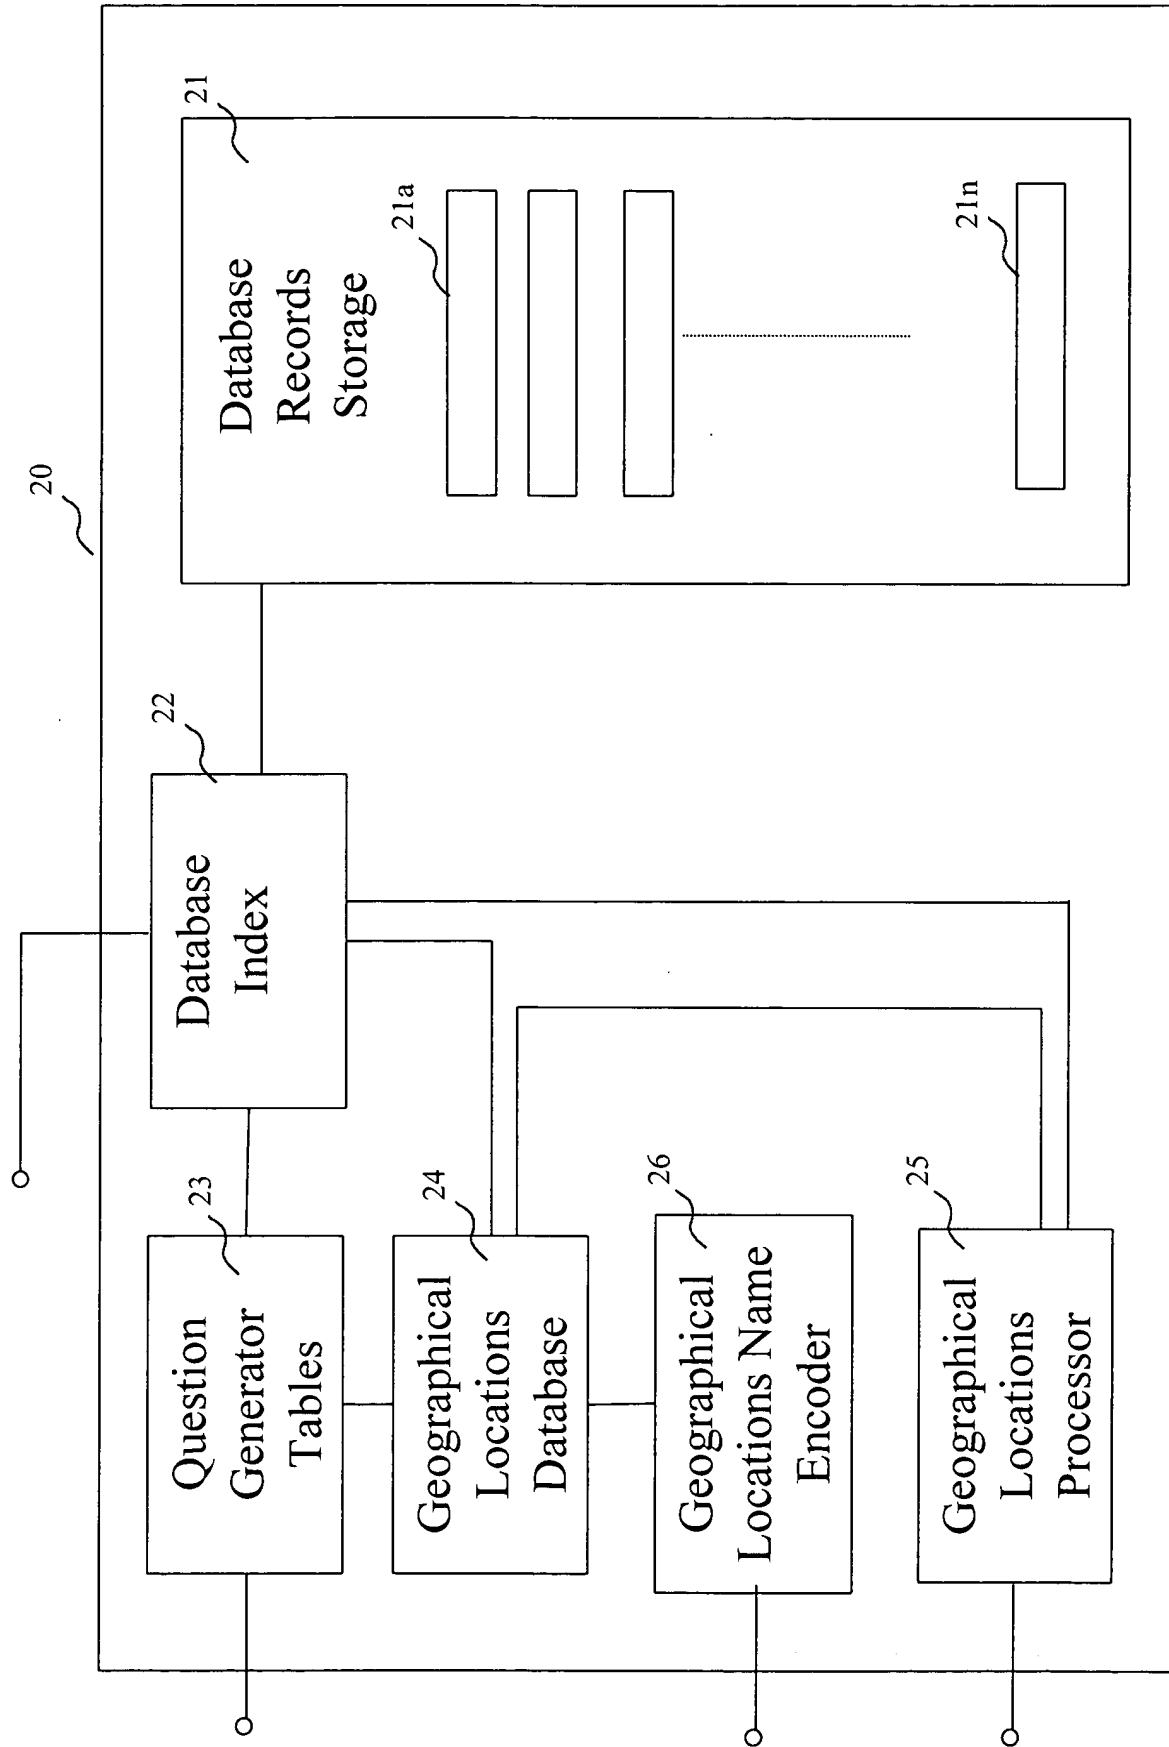 20
21
Database
Records
Storage
21a
21n
22
Database
Index
23
Question
Generator
Tables
24
Geographical
Locations
Database
26
Geographical
Locations Name
Encoder
25
Geographical
Locations
Processor